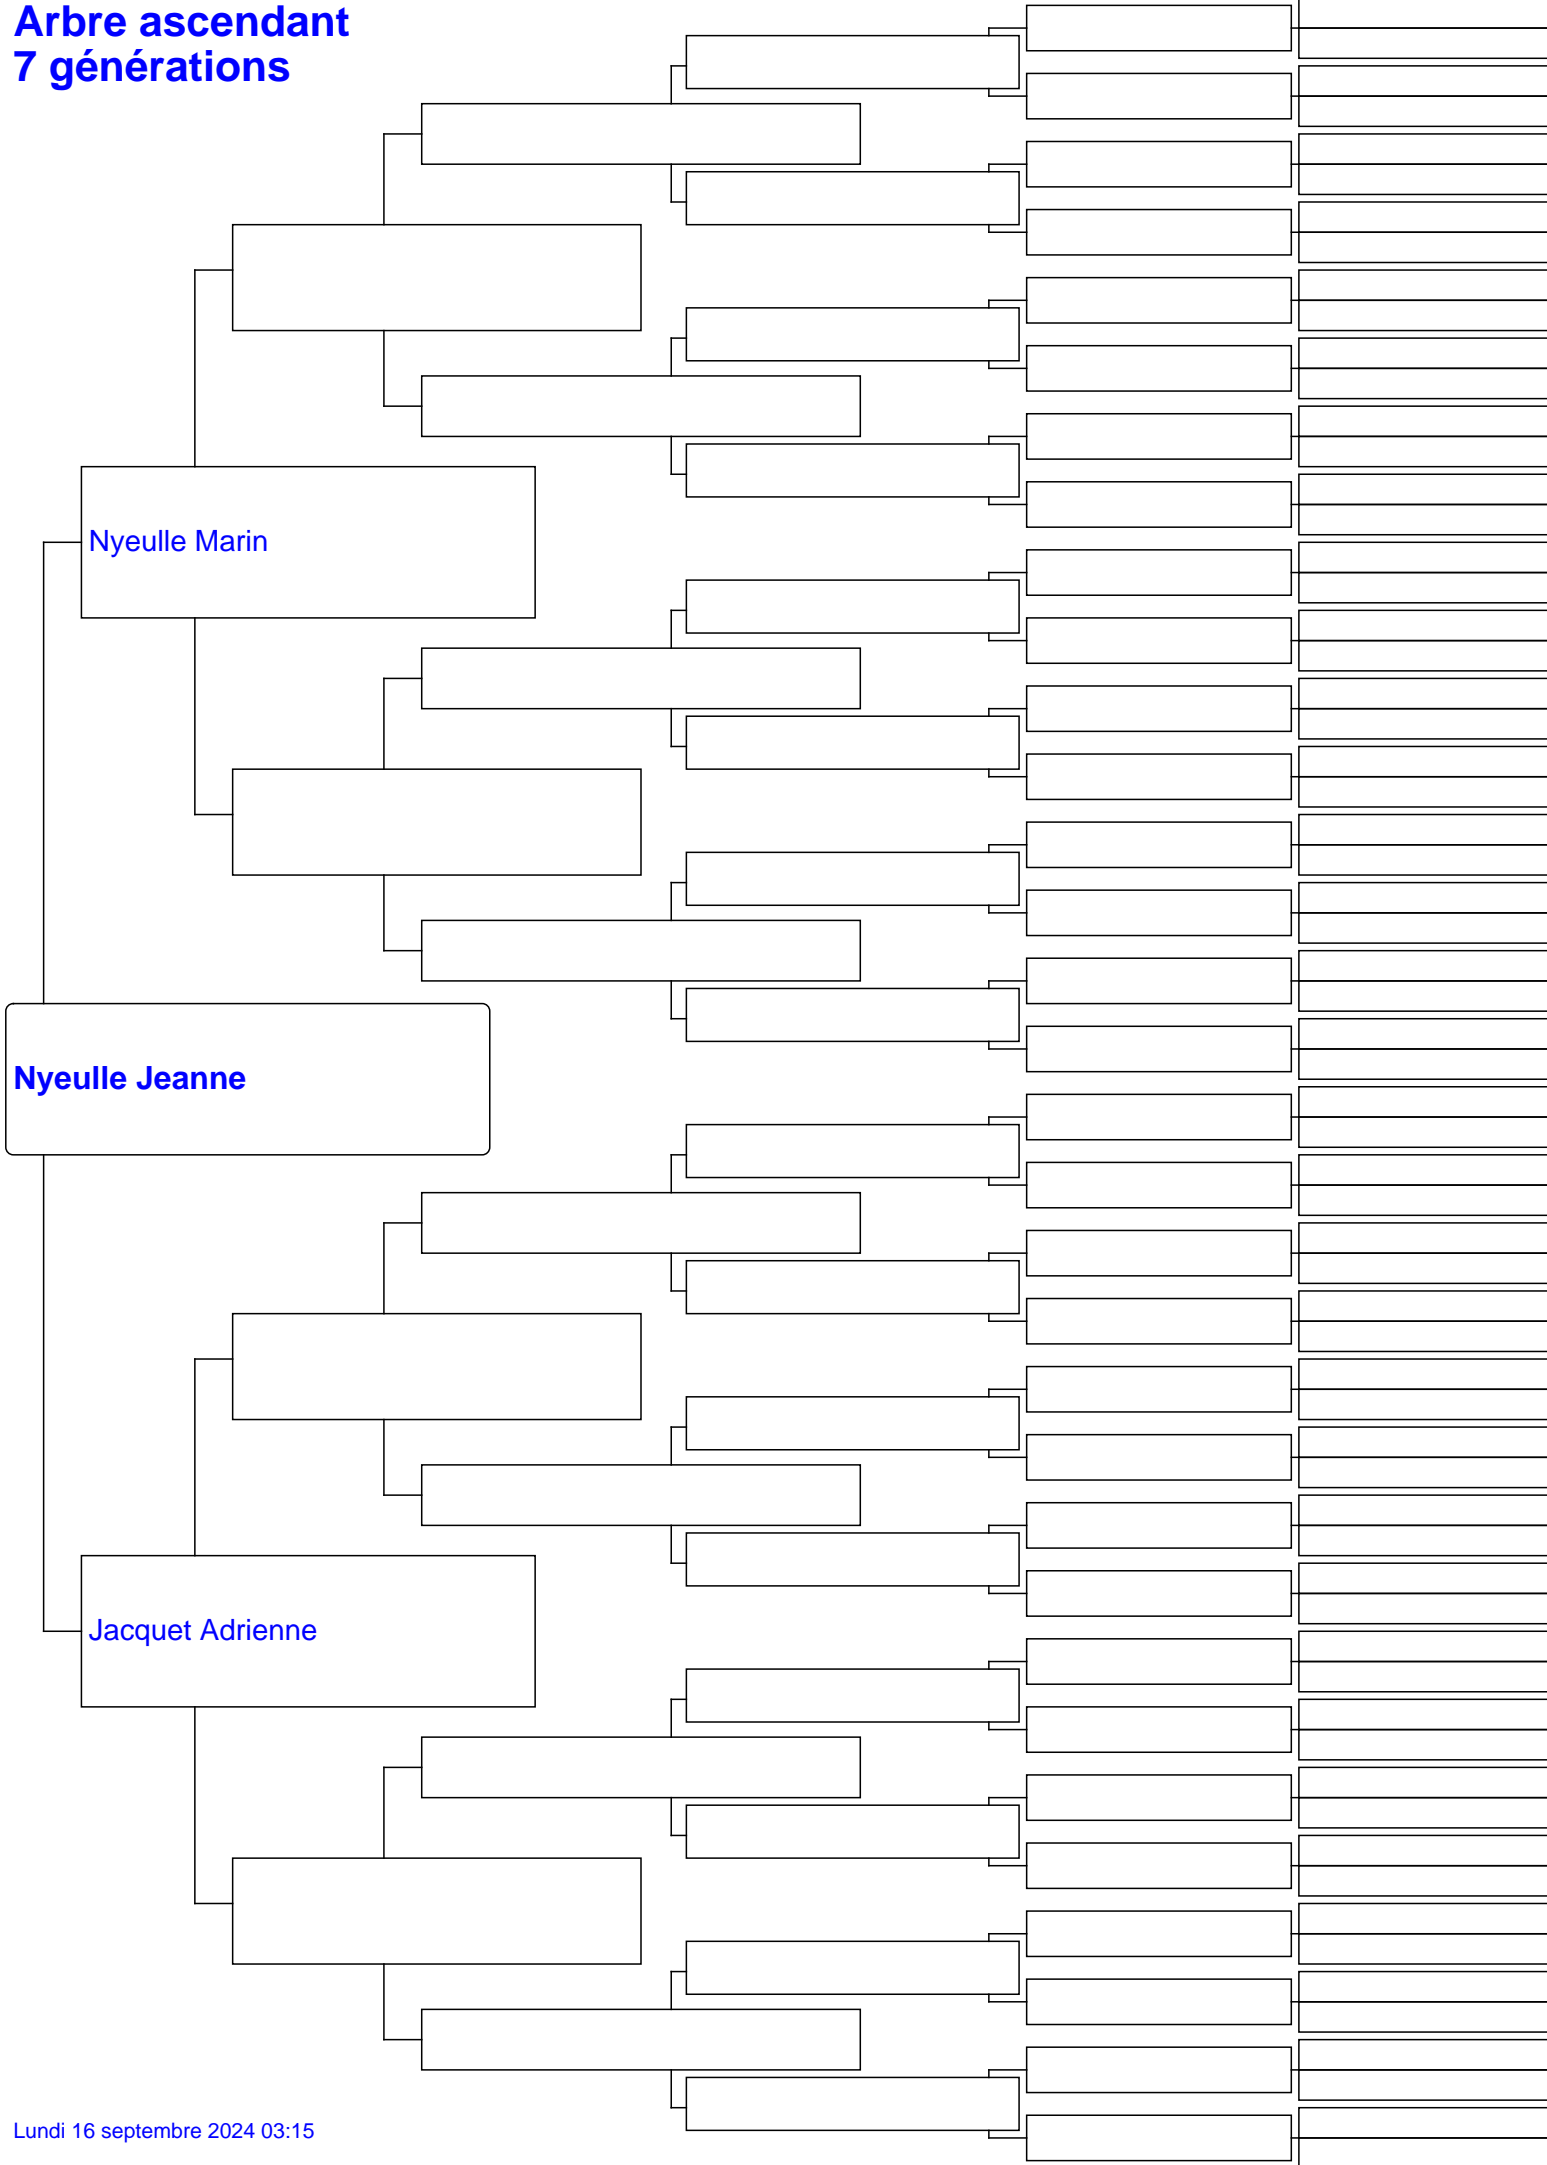 Arbre ascendant
7 générations
Nyeulle Marin
Nyeulle Jeanne
Jacquet Adrienne
Lundi 16 septembre 2024 03:15